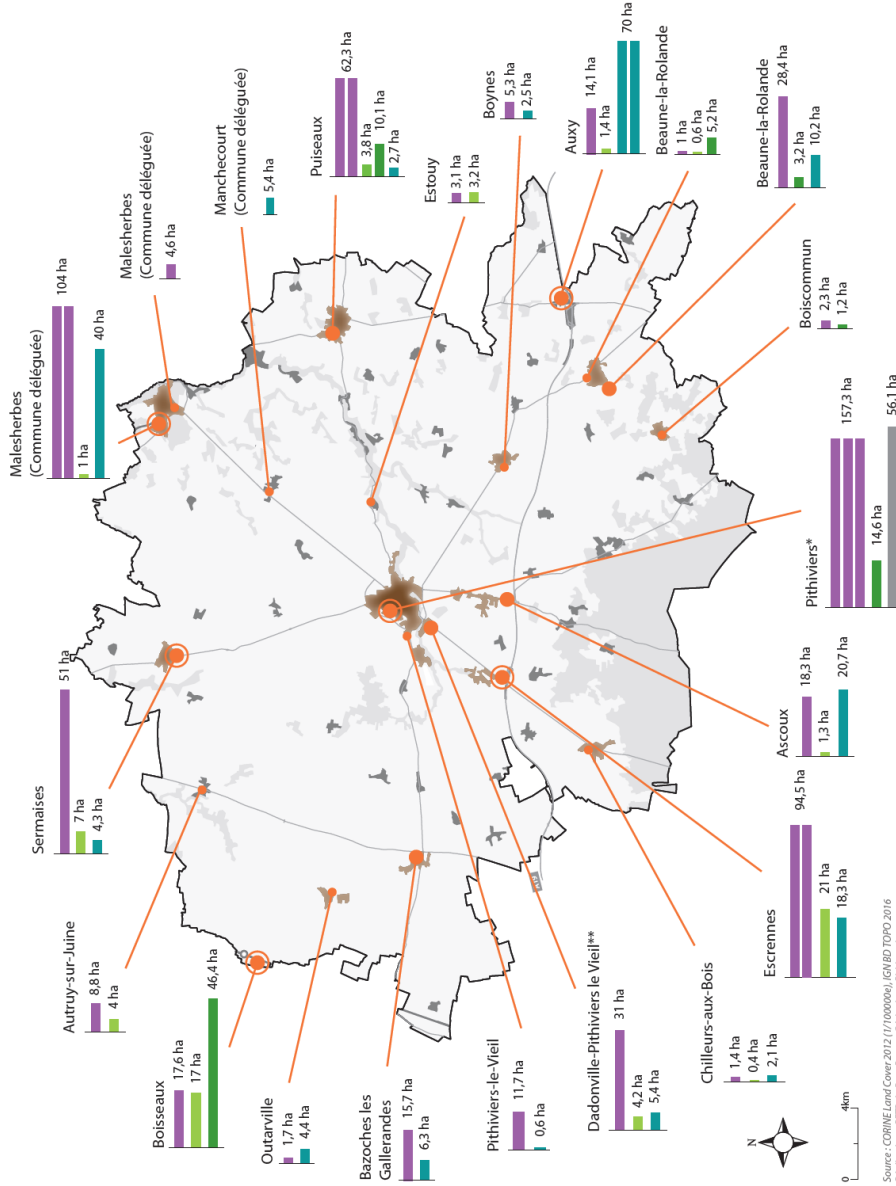 Malesherbes
(Commune déléguée)
104 ha
1 ha
40 ha
Malesherbes
(Commune déléguée)
4,6 ha
Manchecourt
(Commune déléguée)
5,4 ha
Puiseaux
62,3 ha
3,8 ha
10,1 ha
2,7 ha
Estouy
3,1 ha
3,2 ha
Boynes
5,3 ha
2,5 ha
Auxy
14,1 ha
1,4 ha
70 ha
Beaune-la-Rolande
1 ha
0,6 ha
5,2 ha
Beaune-la-Rolande
28,4 ha
3,2 ha
10,2 ha
Boiscommun
2,3 ha
1,2 ha
Pithiviers*
157,3 ha
14,6 ha
56,1 ha
Ascoux
18,3 ha
1,3 ha
20,7 ha
Escrennes
94,5 ha
21 ha
18,3 ha
Chilleurs-aux-Bois
1,4 ha
0,4 ha
2,1 ha
Dadonville-Pithiviers le Vieil**
31 ha
4,2 ha
5,4 ha
Pithiviers-le-Vieil
11,7 ha
0,6 ha
Bazoches les
Gallerandes
15,7 ha
6,3 ha
Outarville
1,7 ha
4,4 ha
Boisseaux
17,6 ha
17 ha
46,4 ha
Autruy-sur-Juine
8,8 ha
4 ha
Sermaises
51 ha
7 ha
4,3 ha
N
0
4km
Source : CORINE Land Cover 2012 (1/100000e), IGN BD TOPO 2016